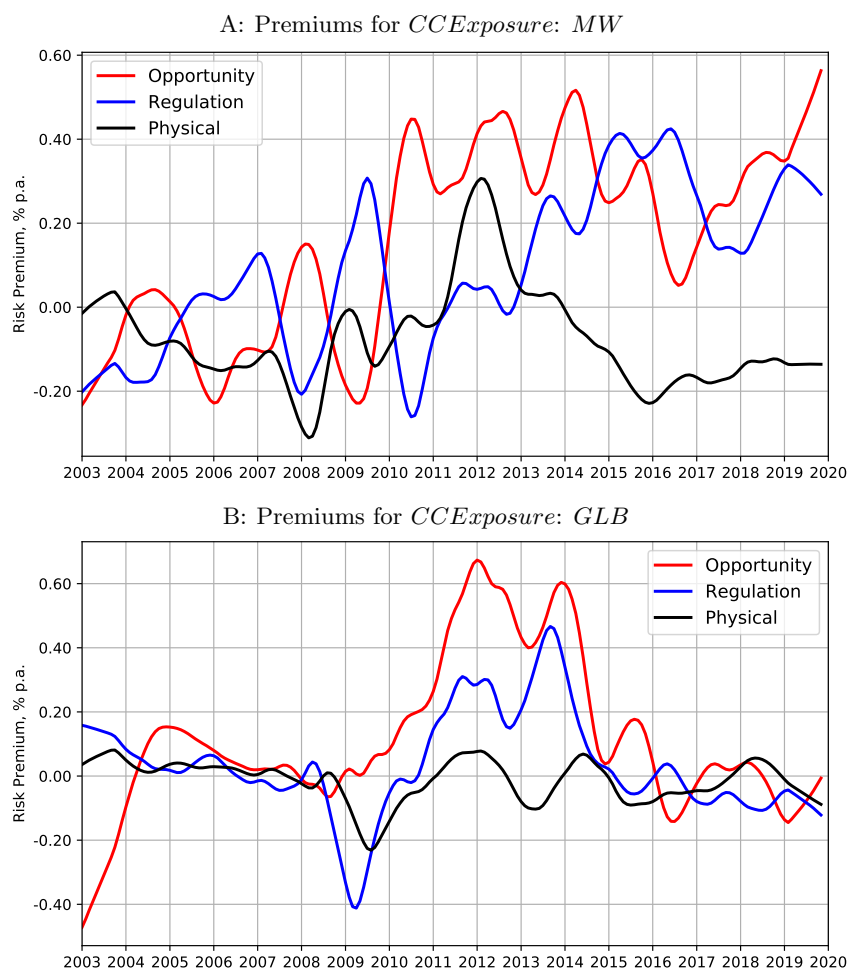 A: Premiums for CCExposure: MW
Risk Premium, % p.a.
0.60
0.40
0.20
0.00
-0.20
Opportunity
Regulation
Physical
2003 2004 2005 2006 2007 2008 2009 2010 2011 2012 2013 2014 2015 2016 2017 2018 2019 2020
B: Premiums for CCExposure: GLB
Risk Premium, % p.a.
0.60
0.40
0.20
0.00
-0.20
-0.40
Opportunity
Regulation
Physical
2003 2004 2005 2006 2007 2008 2009 2010 2011 2012 2013 2014 2015 2016 2017 2018 2019 2020